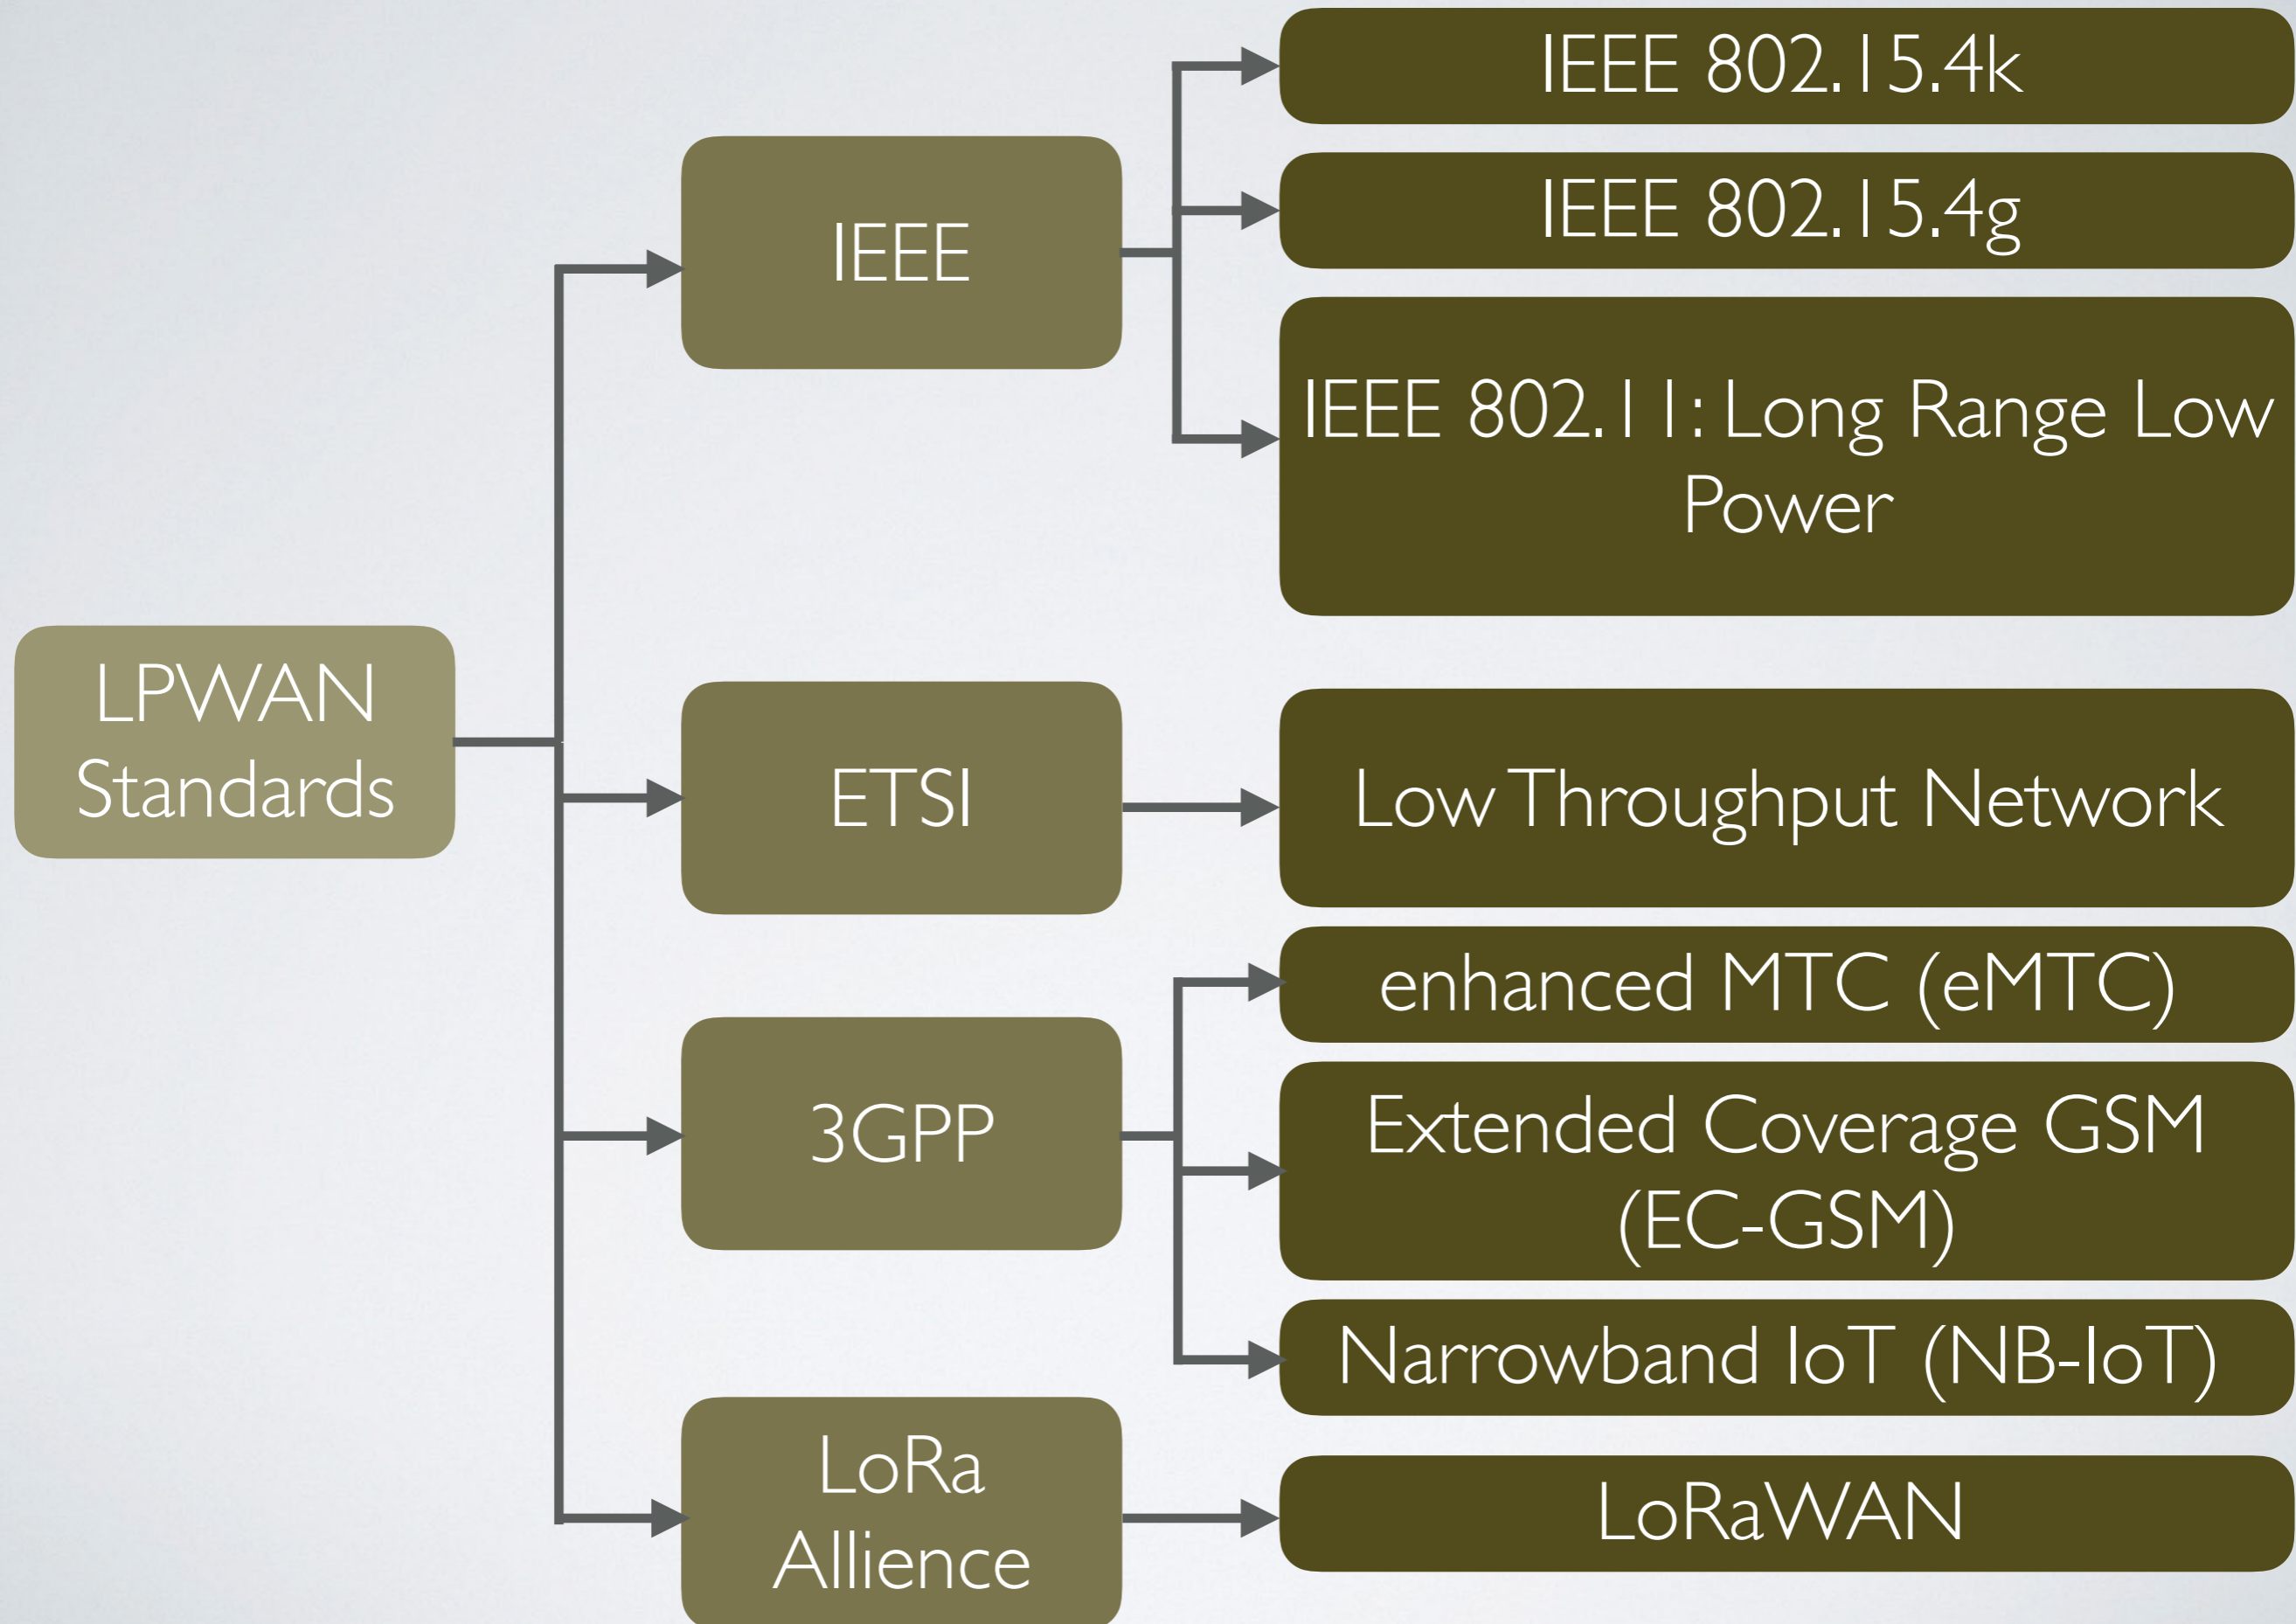 LPWAN
Standards
IEEE
IEEE 802.15.4k
IEEE 802.15.4g
IEEE 802.11: Long Range Low
Power
ETSI
Low Throughput Network
3GPP
enhanced MTC (eMTC)
Extended Coverage GSM
(EC-GSM)
Narrowband IoT (NB-IoT)
LoRa
Allience
LoRaWAN